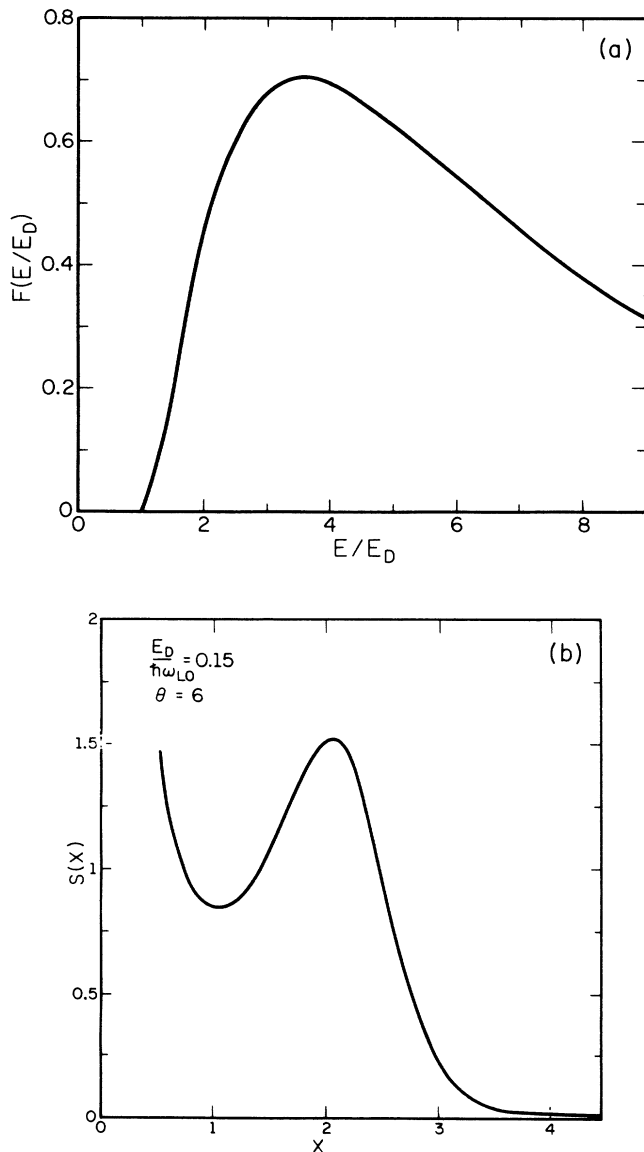 (a)
0.8
0.6
0.4
0.2
0
F(E/E_D)
0 2 4 6 8
E/E_D
(b)
E_D
ħω_LO = 0.15
θ = 6
2
1.5
1
0.5
0
S(X)
0 1 2 3 4
X